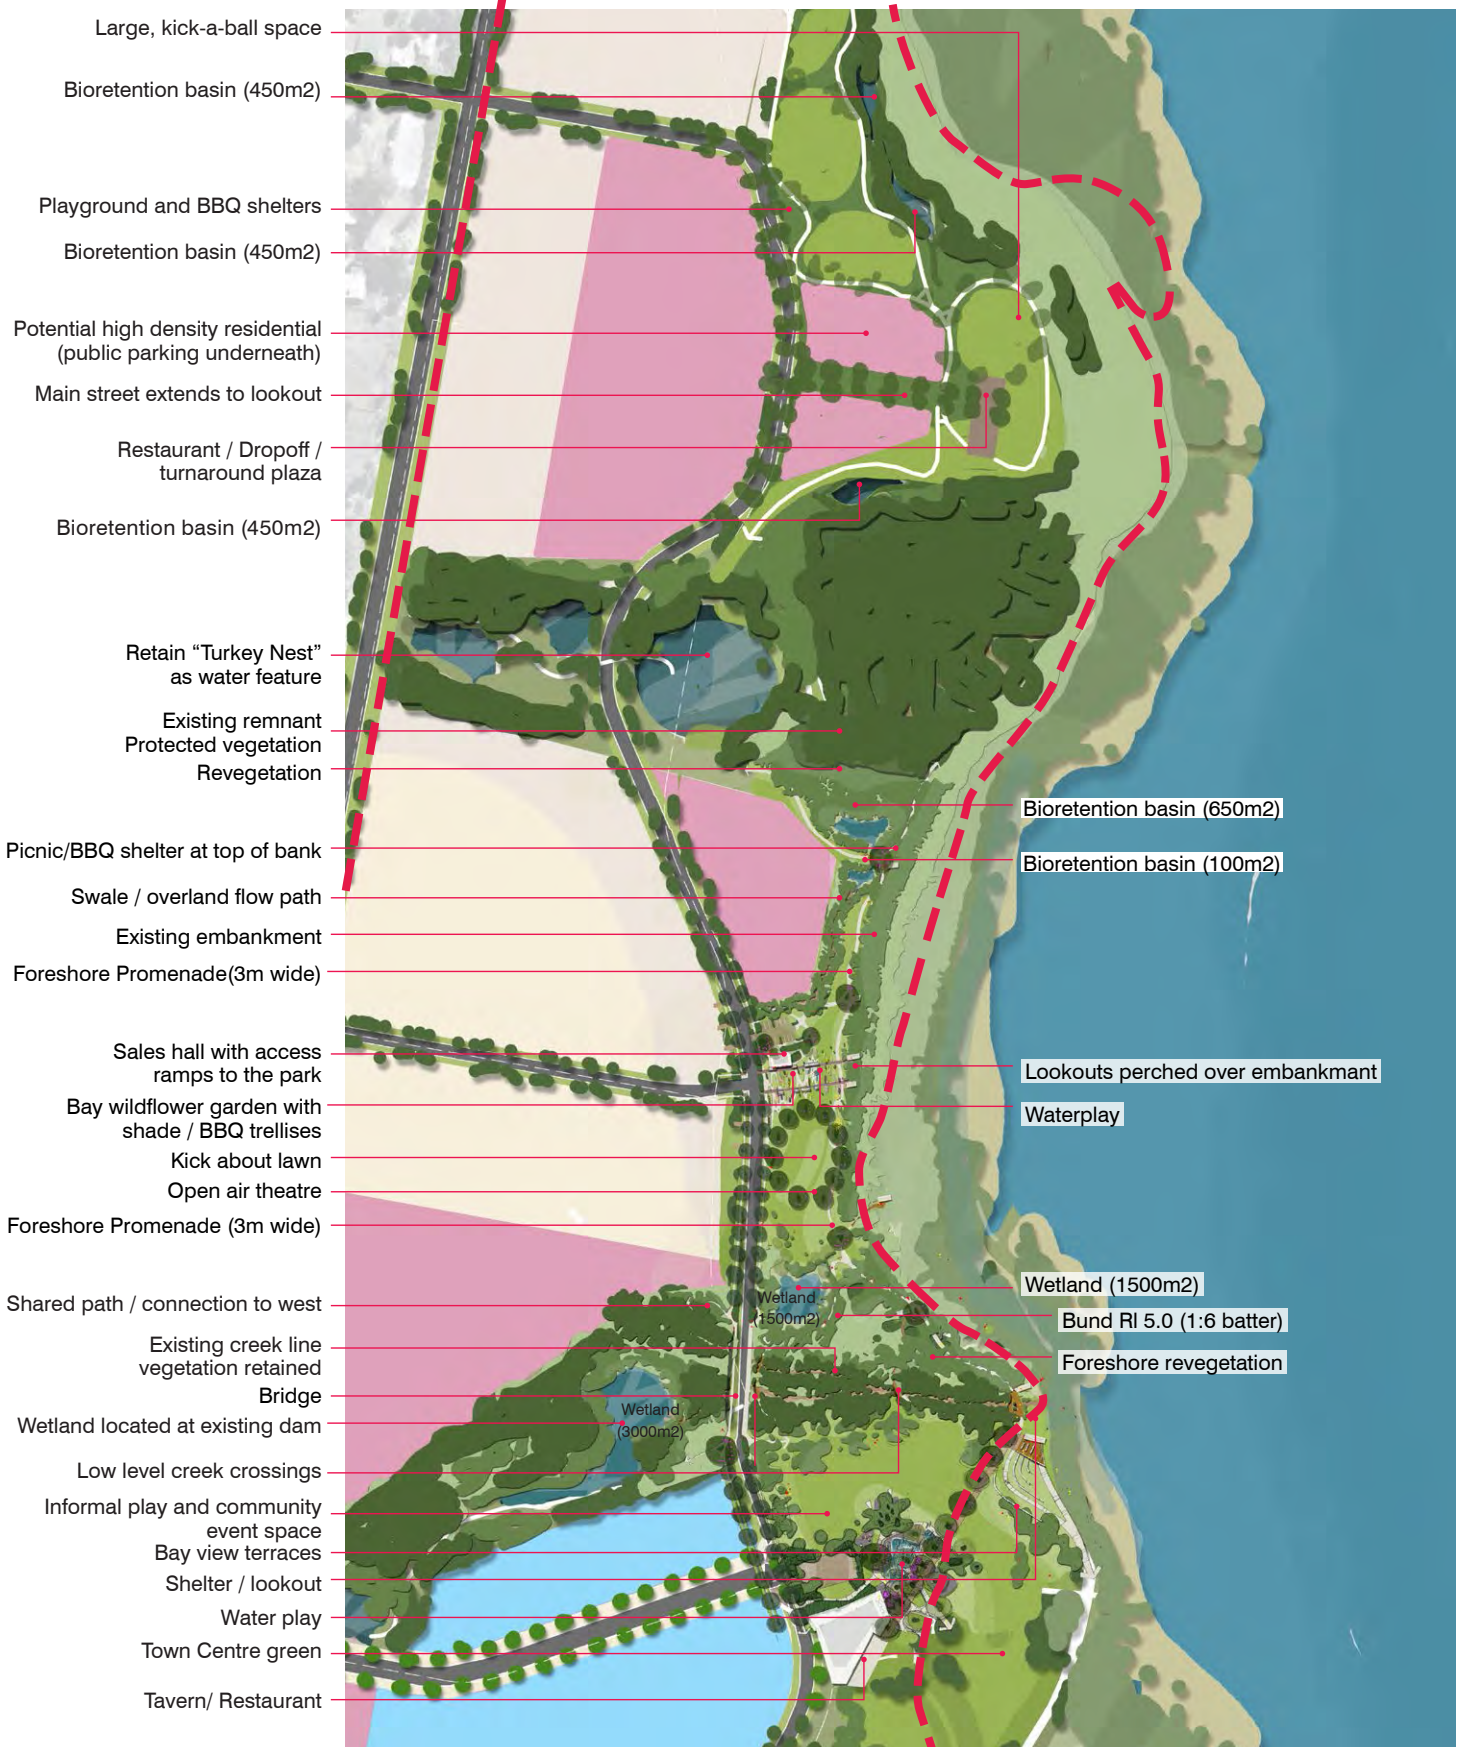 Large, kick-a-ball space
Bioretention basin (450m2)
Playground and BBQ shelters
Bioretention basin (450m2)
Potential high density residential
(public parking underneath)
Main street extends to lookout
Restaurant / Dropoff /
turnaround plaza
Bioretention basin (450m2)
Retain “Turkey Nest”
as water feature
Existing remnant
Protected vegetation
Revegetation
Picnic/BBQ shelter at top of bank
Swale / overland flow path
Existing embankment
Foreshore Promenade(3m wide)
Sales hall with access
ramps to the park
Bay wildflower garden with
shade / BBQ trellises
Kick about lawn
Open air theatre
Foreshore Promenade (3m wide)
Shared path / connection to west
Existing creek line
vegetation retained
Bridge
Wetland located at existing dam
Low level creek crossings
Informal play and community
event space
Bay view terraces
Shelter / lookout
Water play
Town Centre green
Tavern/ Restaurant
Wetland
(1500m2)
Wetland
(3000m2)
Bioretention basin (650m2)
Bioretention basin (100m2)
Lookouts perched over embankmant
Waterplay
Wetland (1500m2)
Bund Rl 5.0 (1:6 batter)
Foreshore revegetation